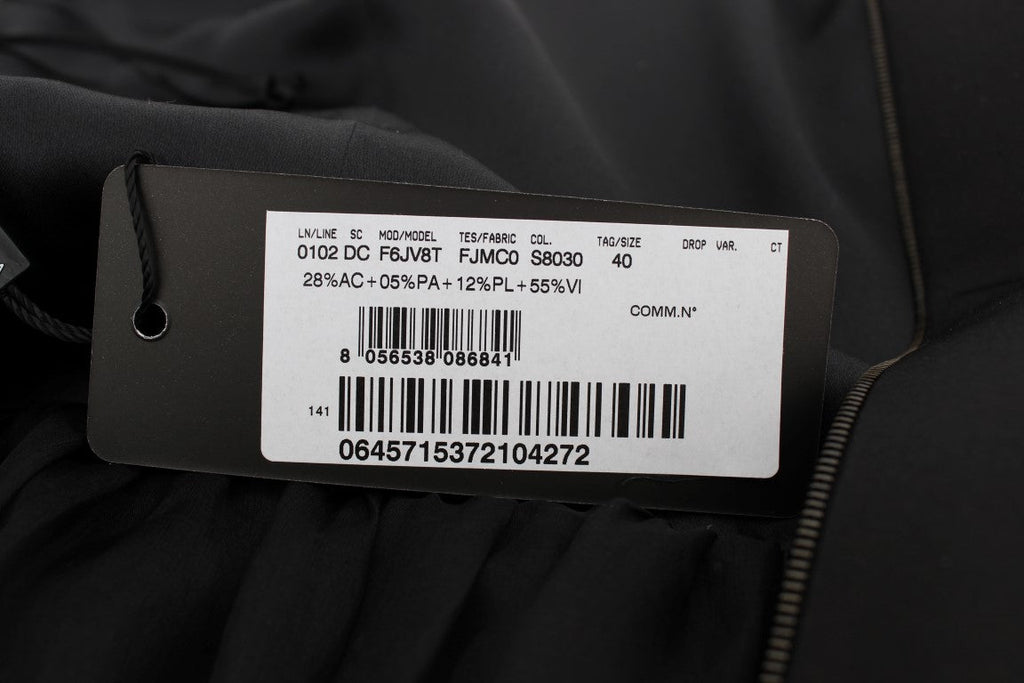 LN/LINE SC MOD/MODEL TES/FABRIC COL. TAG/SIZE DROP VAR. CT
0102 DC F6JV8T FJMC0 S8030 40
28%AC+05%PA+12%PL+55%VI
COMM.N°
8 056538 086841
141
0645715372104272